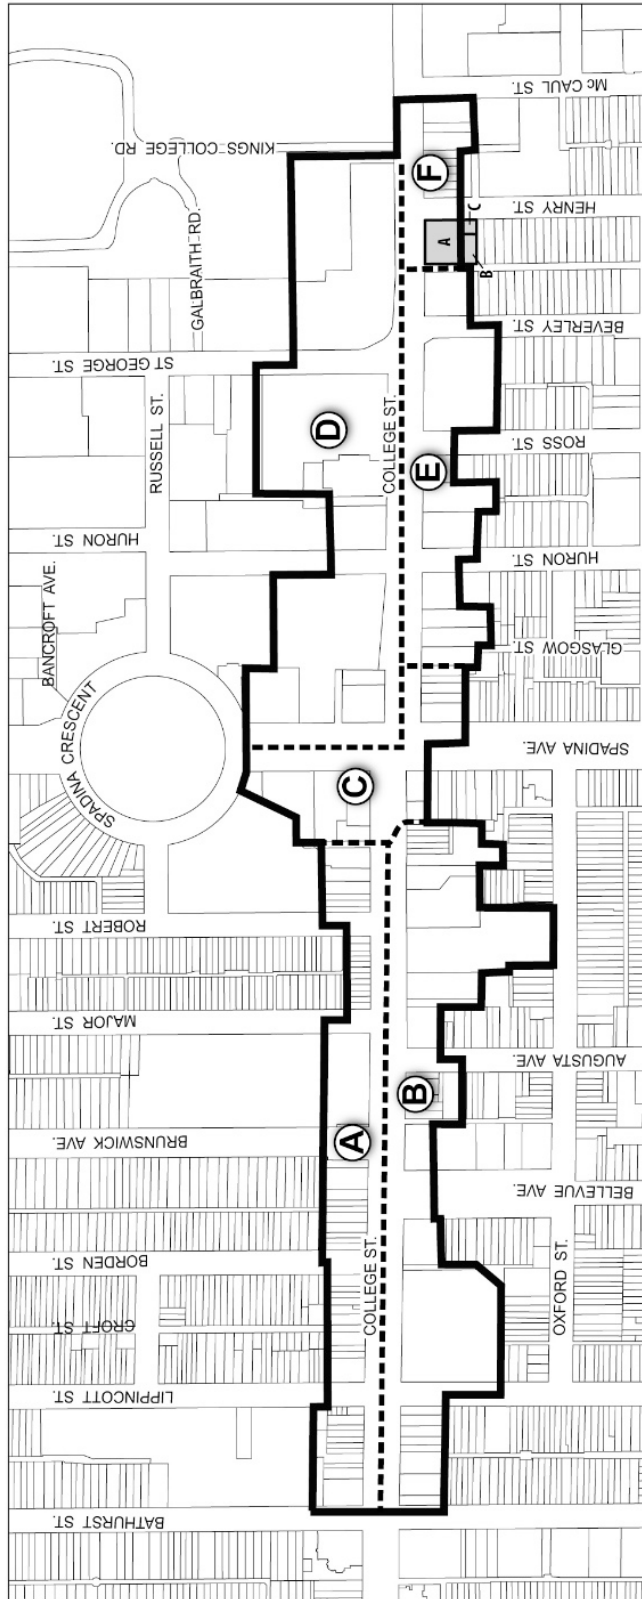 Mc CAUL ST.
KINGS COLLEGE RD.
HENRY ST.
GALBRAITH RD.
F
A
B
C
BEVERLEY ST.
ST GEORGE ST.
RUSSELL ST.
D
COLLEGE ST.
E
ROSS ST.
HURON ST.
HURON ST.
BANCROFT AVE.
GLASGOW ST.
SPADINA CRESCENT
SPADINA AVE.
C
ROBERT ST.
MAJOR ST.
AUGUSTA AVE.
B
A
BRUNSWICK AVE.
BELLEVUE AVE.
BORDEN ST.
COLLEGE ST.
OXFORD ST.
CROFT ST.
LIPPINCOTT ST.
BATHURST ST.